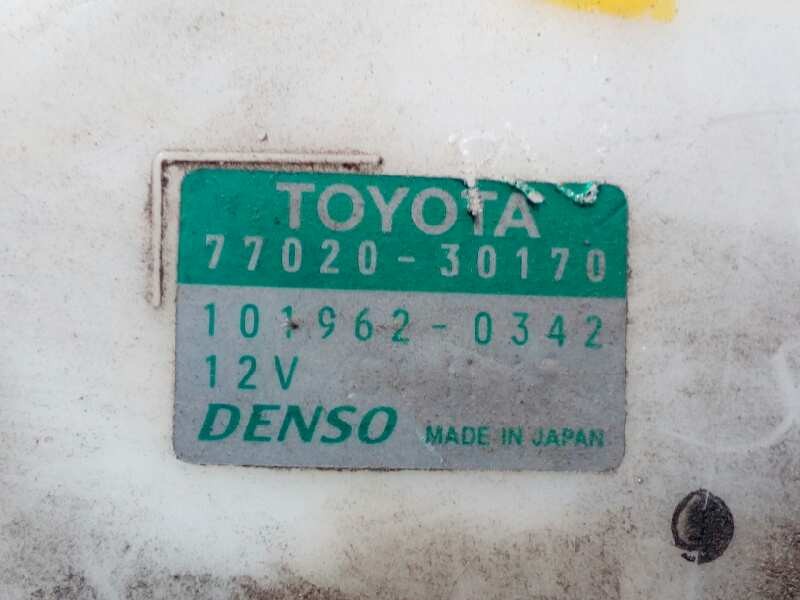 TOYOTA
77020-30170
101962-0342
12V
DENSO MADE IN JAPAN